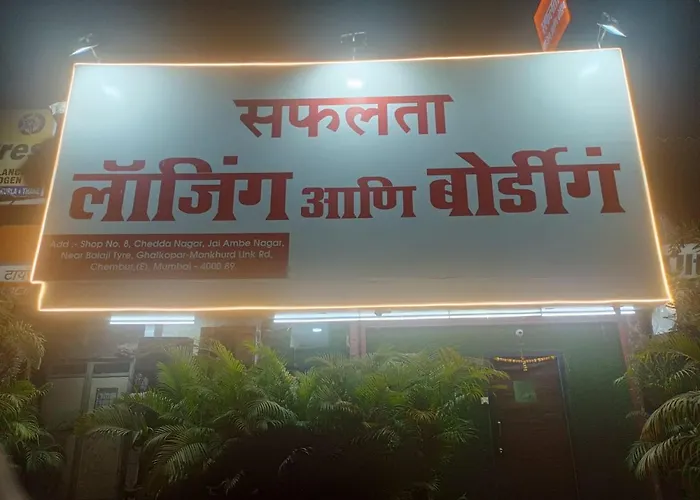 सफलता
लॉजिंग आणि बोर्डींगं
Add :- Shop No. 8, Chedda Nagar, Jai Ambe Nagar,
Near Balaji Tyre, Ghatkopar-Mankhurd Link Rd,
Chembur (E), Mumbai - 4000 89
टाय